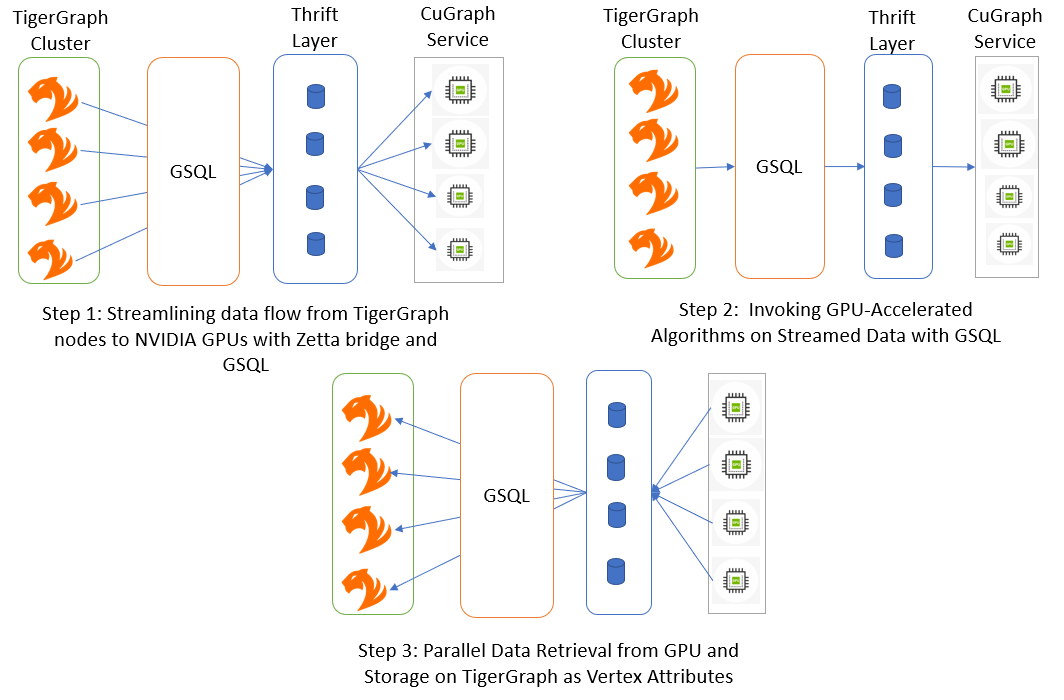 TigerGraph
Cluster
Thrift
Layer
CuGraph
Service
GSQL
Step 1: Streamlining data flow from TigerGraph
nodes to NVIDIA GPUs with Zetta bridge and
GSQL
TigerGraph
Cluster
Thrift
Layer
CuGraph
Service
GSQL
Step 2:  Invoking GPU-Accelerated
Algorithms on Streamed Data with GSQL
GSQL
Step 3: Parallel Data Retrieval from GPU and
Storage on TigerGraph as Vertex Attributes